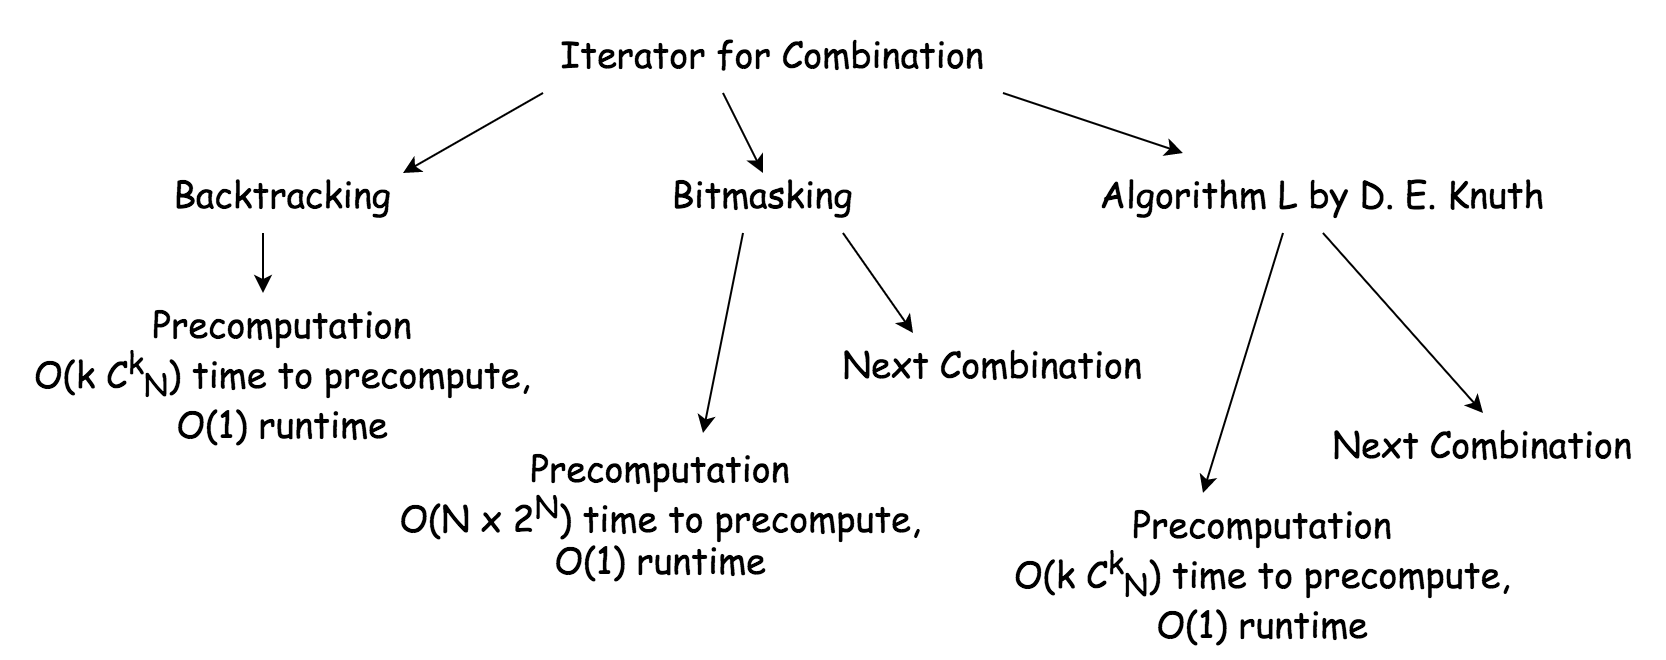 Iterator for Combination
Backtracking
Bitmasking
Algorithm L by D. E. Knuth
Precomputation
O(k C^k_N) time to precompute,
O(1) runtime
Next Combination
Precomputation
O(N x 2^N) time to precompute,
O(1) runtime
Next Combination
Precomputation
O(k C^k_N) time to precompute,
O(1) runtime